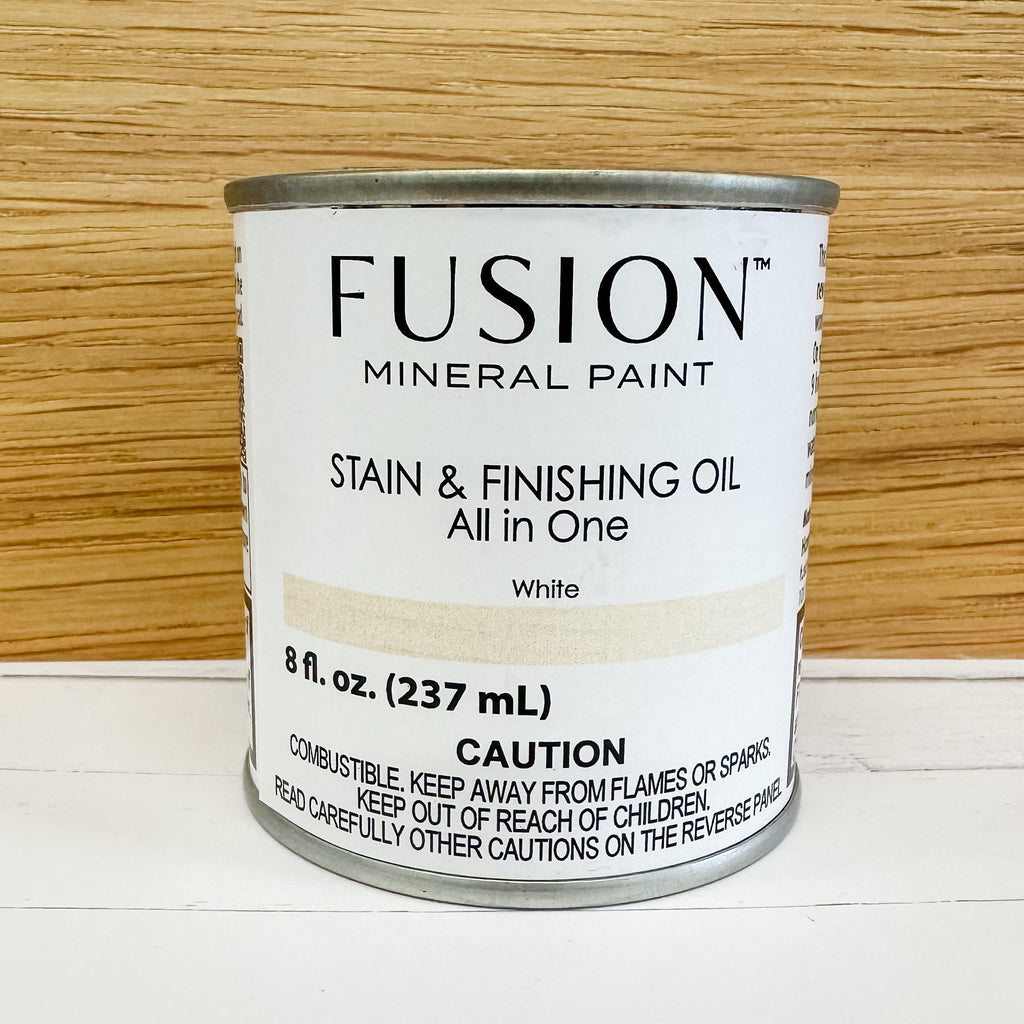 FUSION™
MINERAL PAINT
STAIN & FINISHING OIL
All in One
White
8 fl. oz. (237 mL)
CAUTION
COMBUSTIBLE. KEEP AWAY FROM FLAMES OR SPARKS.
KEEP OUT OF REACH OF CHILDREN.
READ CAREFULLY OTHER CAUTIONS ON THE REVERSE PANEL